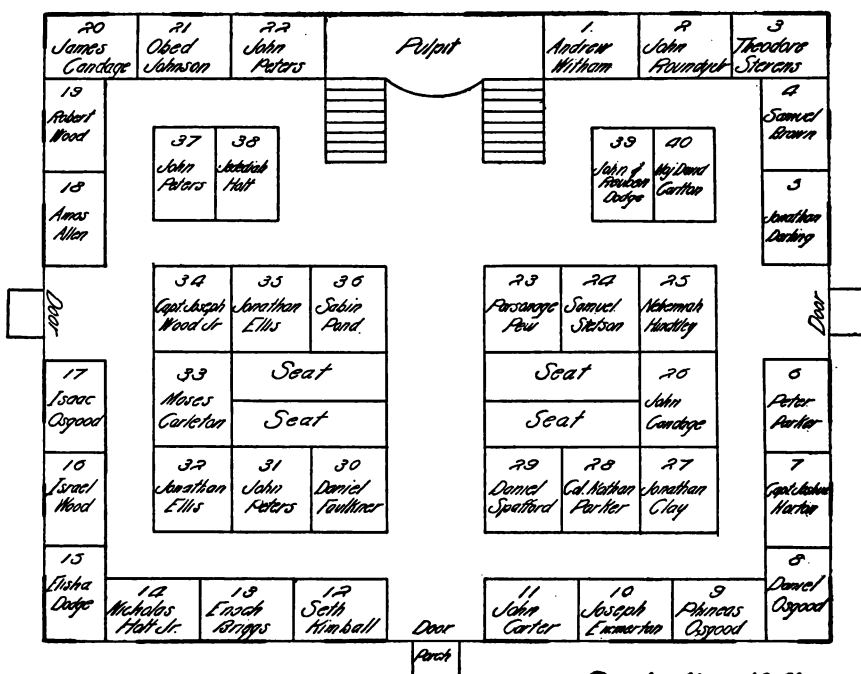 20
James
Candage
21
Obed
Johnson
22
John
Peters
Pulpit
1.
Andrew
Witham
2
John
Roundy Jr
3
Theodore
Stevens
19
Robert
Wood
18
Amos
Allen
37
John
Peters
38
Jedediah
Holt
39
John &
Reuben
Dodge
40
Maj David
Carlton
4
Samuel
Brown
5
Jonathan
Darling
Door
34
Capt. Joseph
Wood Jr
35
Jonathan
Ellis
36
Sabin
Pond.
23
Parsonage
Pew
24
Samuel
Stetson
25
Nehemiah
Hinckley
Door
17
Isaac
Osgood
33
Moses
Carleton
Seat
Seat
Seat
Seat
26
John
Candage
6
Peter
Parker
16
Israel
Wood
32
Jonathan
Ellis
31
John
Peters
30
Daniel
Faulkner
29
Daniel
Spafford
28
Col. Nathan
Parker
27
Jonathan
Clay
7
Capt. Joshua
Horton
15
Elisha
Dodge
14
Nicholas
Holt Jr.
13
Enoch
Briggs
12
Seth
Kimball
Door
Porch
11
John
Carter
10
Joseph
Emmerton
9
Phineas
Osgood
8
Daniel
Osgood